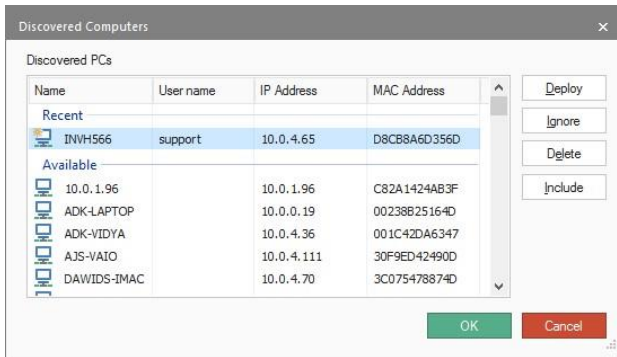 Discovered Computers
Discovered PCs
Name User name IP Address MAC Address
Recent
INVH566 support 10.0.4.65 D8CB8A6D356D
Available
10.0.1.96 10.0.1.96 C82A1424AB3F
ADK-LAPTOP 10.0.0.19 00238B25164D
ADK-VIDYA 10.0.4.36 001C42DA6347
AJS-VAIO 10.0.4.111 30F9ED42490D
DAWIDS-IMAC 10.0.4.70 3C075478874D
Deploy
Ignore
Delete
Include
OK Cancel